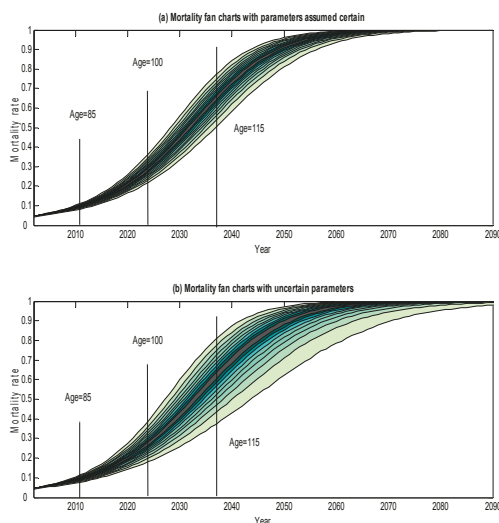 (a) Mortality fan charts with parameters assumed certain
1
0.9
0.8
0.7
0.6
0.5
0.4
0.3
0.2
0.1
0
Mortality rate
Age=85
Age=100
Age=115
2010 2020 2030 2040 2050 2060 2070 2080 2090
Year
(b) Mortality fan charts with uncertain parameters
1
0.9
0.8
0.7
0.6
0.5
0.4
0.3
0.2
0.1
0
Mortality rate
Age=85
Age=100
Age=115
2010 2020 2030 2040 2050 2060 2070 2080 2090
Year